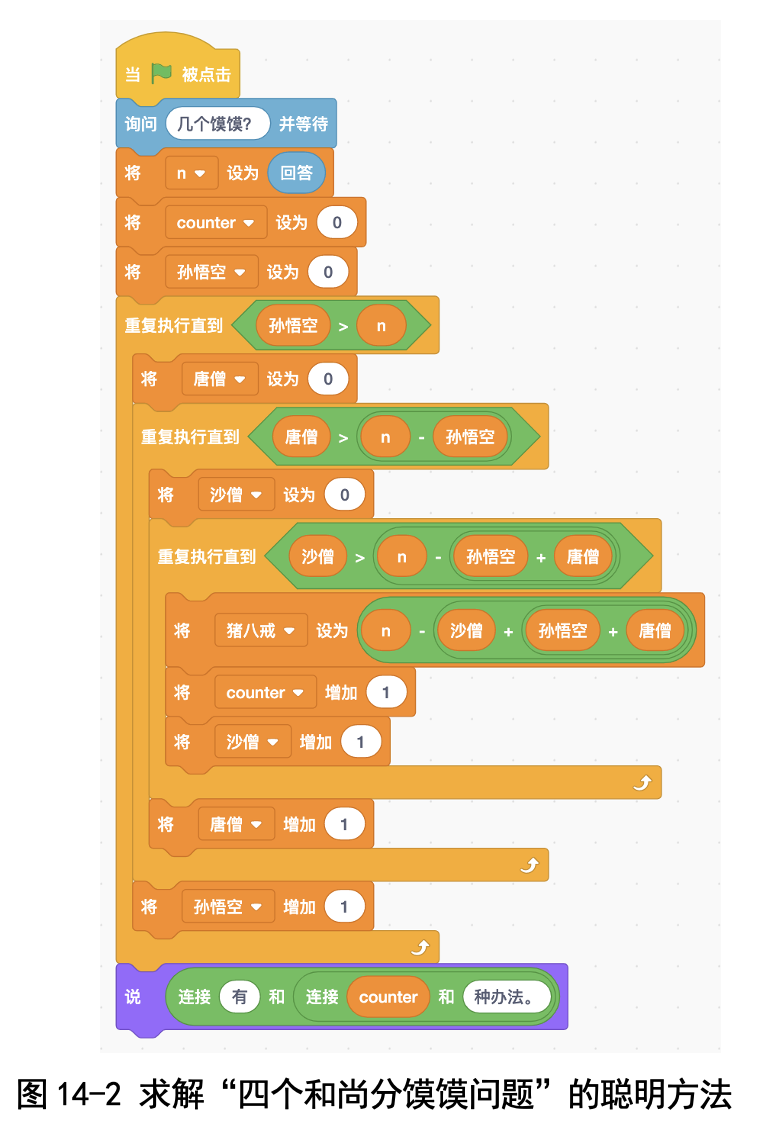 当 被点击
询问 几个馍馍? 并等待
将 n 设为 回答
将 counter 设为 0
将 孙悟空 设为 0
重复执行直到 孙悟空 > n
将 唐僧 设为 0
重复执行直到 唐僧 > n - 孙悟空
将 沙僧 设为 0
重复执行直到 沙僧 > n - 孙悟空 + 唐僧
将 猪八戒 设为 n - 沙僧 + 孙悟空 + 唐僧
将 counter 增加 1
将 沙僧 增加 1
将 唐僧 增加 1
将 孙悟空 增加 1
说 连接 有 和 连接 counter 和 种办法。
图 14-2 求解“四个和尚分馍馍问题”的聪明方法